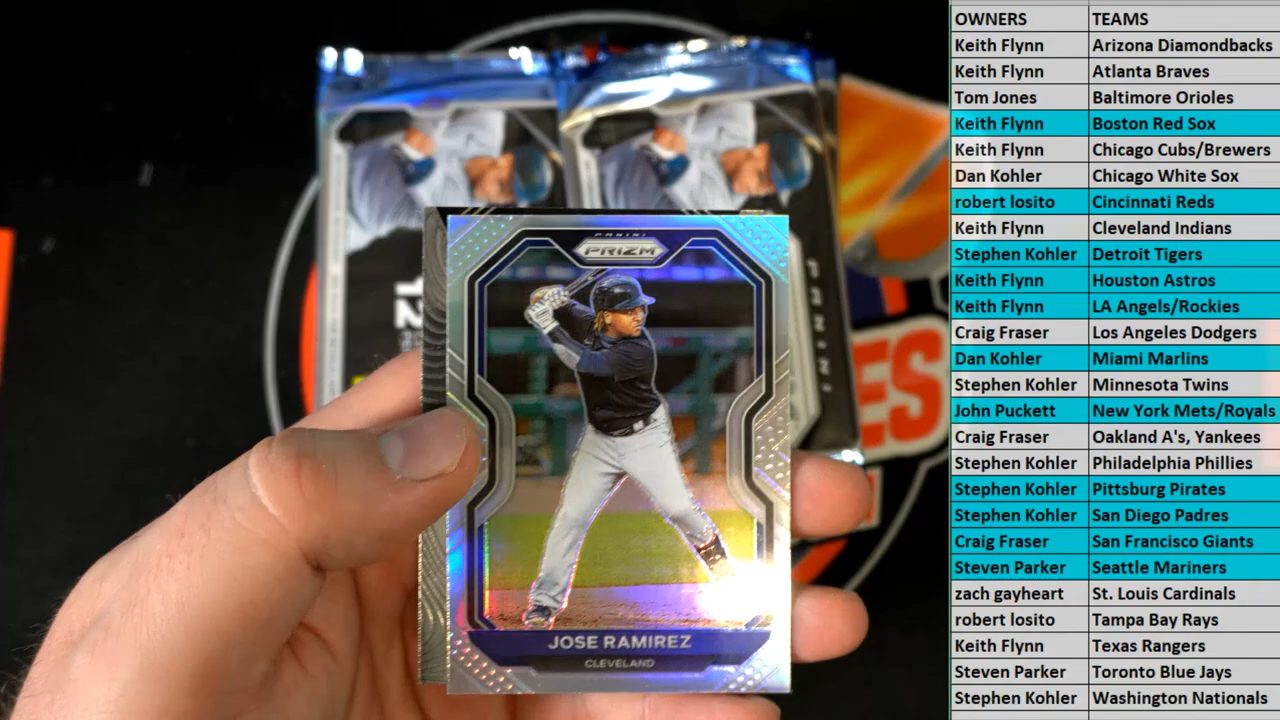 PANINI
PRIZM
JOSE RAMIREZ
CLEVELAND
PANINI
ES
OWNERS TEAMS
Keith Flynn Arizona Diamondbacks
Keith Flynn Atlanta Braves
Tom Jones Baltimore Orioles
Keith Flynn Boston Red Sox
Keith Flynn Chicago Cubs/Brewers
Dan Kohler Chicago White Sox
robert losito Cincinnati Reds
Keith Flynn Cleveland Indians
Stephen Kohler Detroit Tigers
Keith Flynn Houston Astros
Keith Flynn LA Angels/Rockies
Craig Fraser Los Angeles Dodgers
Dan Kohler Miami Marlins
Stephen Kohler Minnesota Twins
John Puckett New York Mets/Royals
Craig Fraser Oakland A's, Yankees
Stephen Kohler Philadelphia Phillies
Stephen Kohler Pittsburg Pirates
Stephen Kohler San Diego Padres
Craig Fraser San Francisco Giants
Steven Parker Seattle Mariners
zach gayheart St. Louis Cardinals
robert losito Tampa Bay Rays
Keith Flynn Texas Rangers
Steven Parker Toronto Blue Jays
Stephen Kohler Washington Nationals